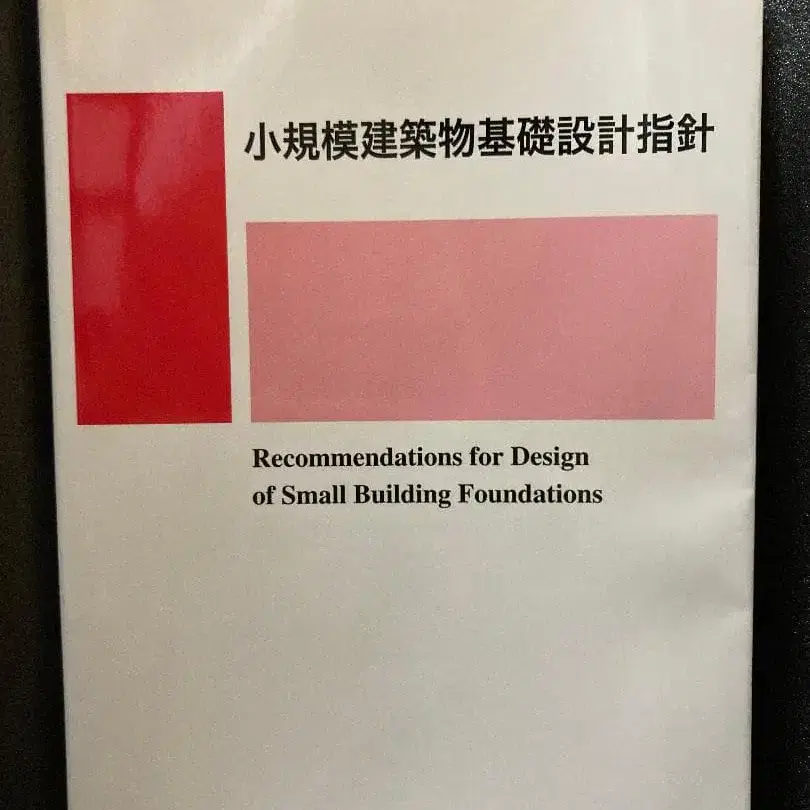 小規模建築物基礎設計指針
Recommendations for Design
of Small Building Foundations